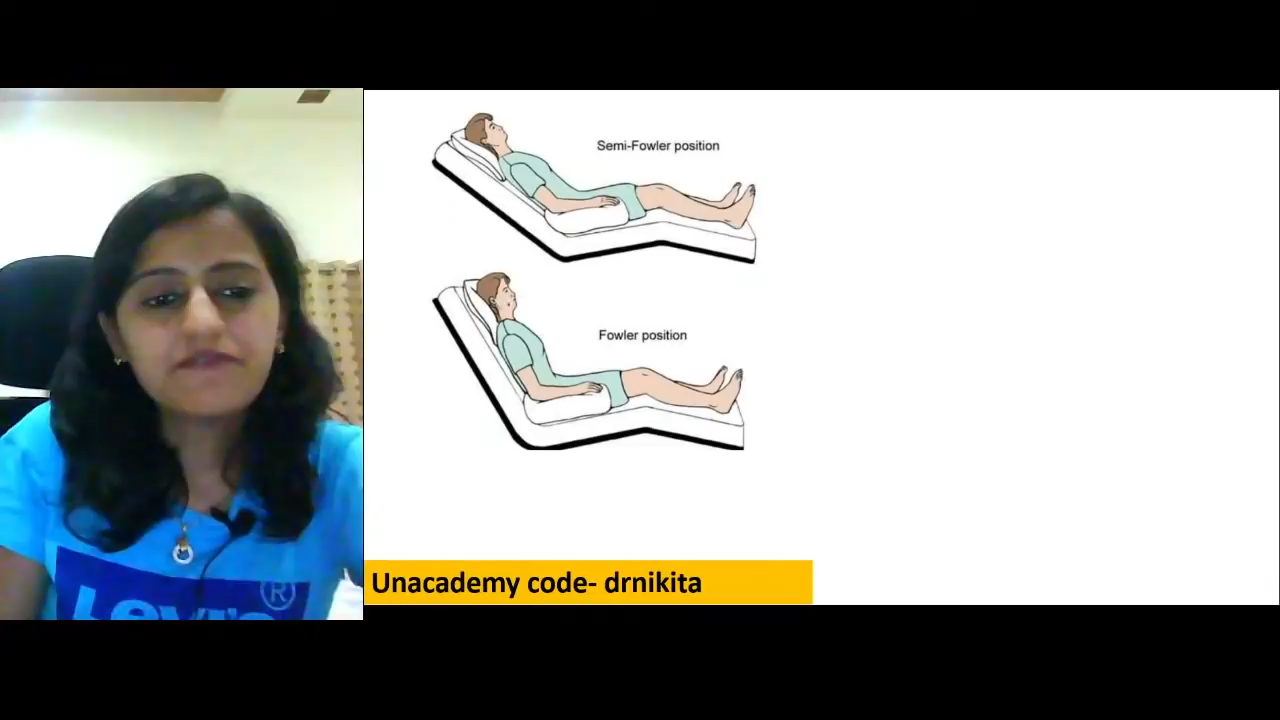 Semi-Fowler position
Fowler position
Unacademy code- drnikita
Levi's
®